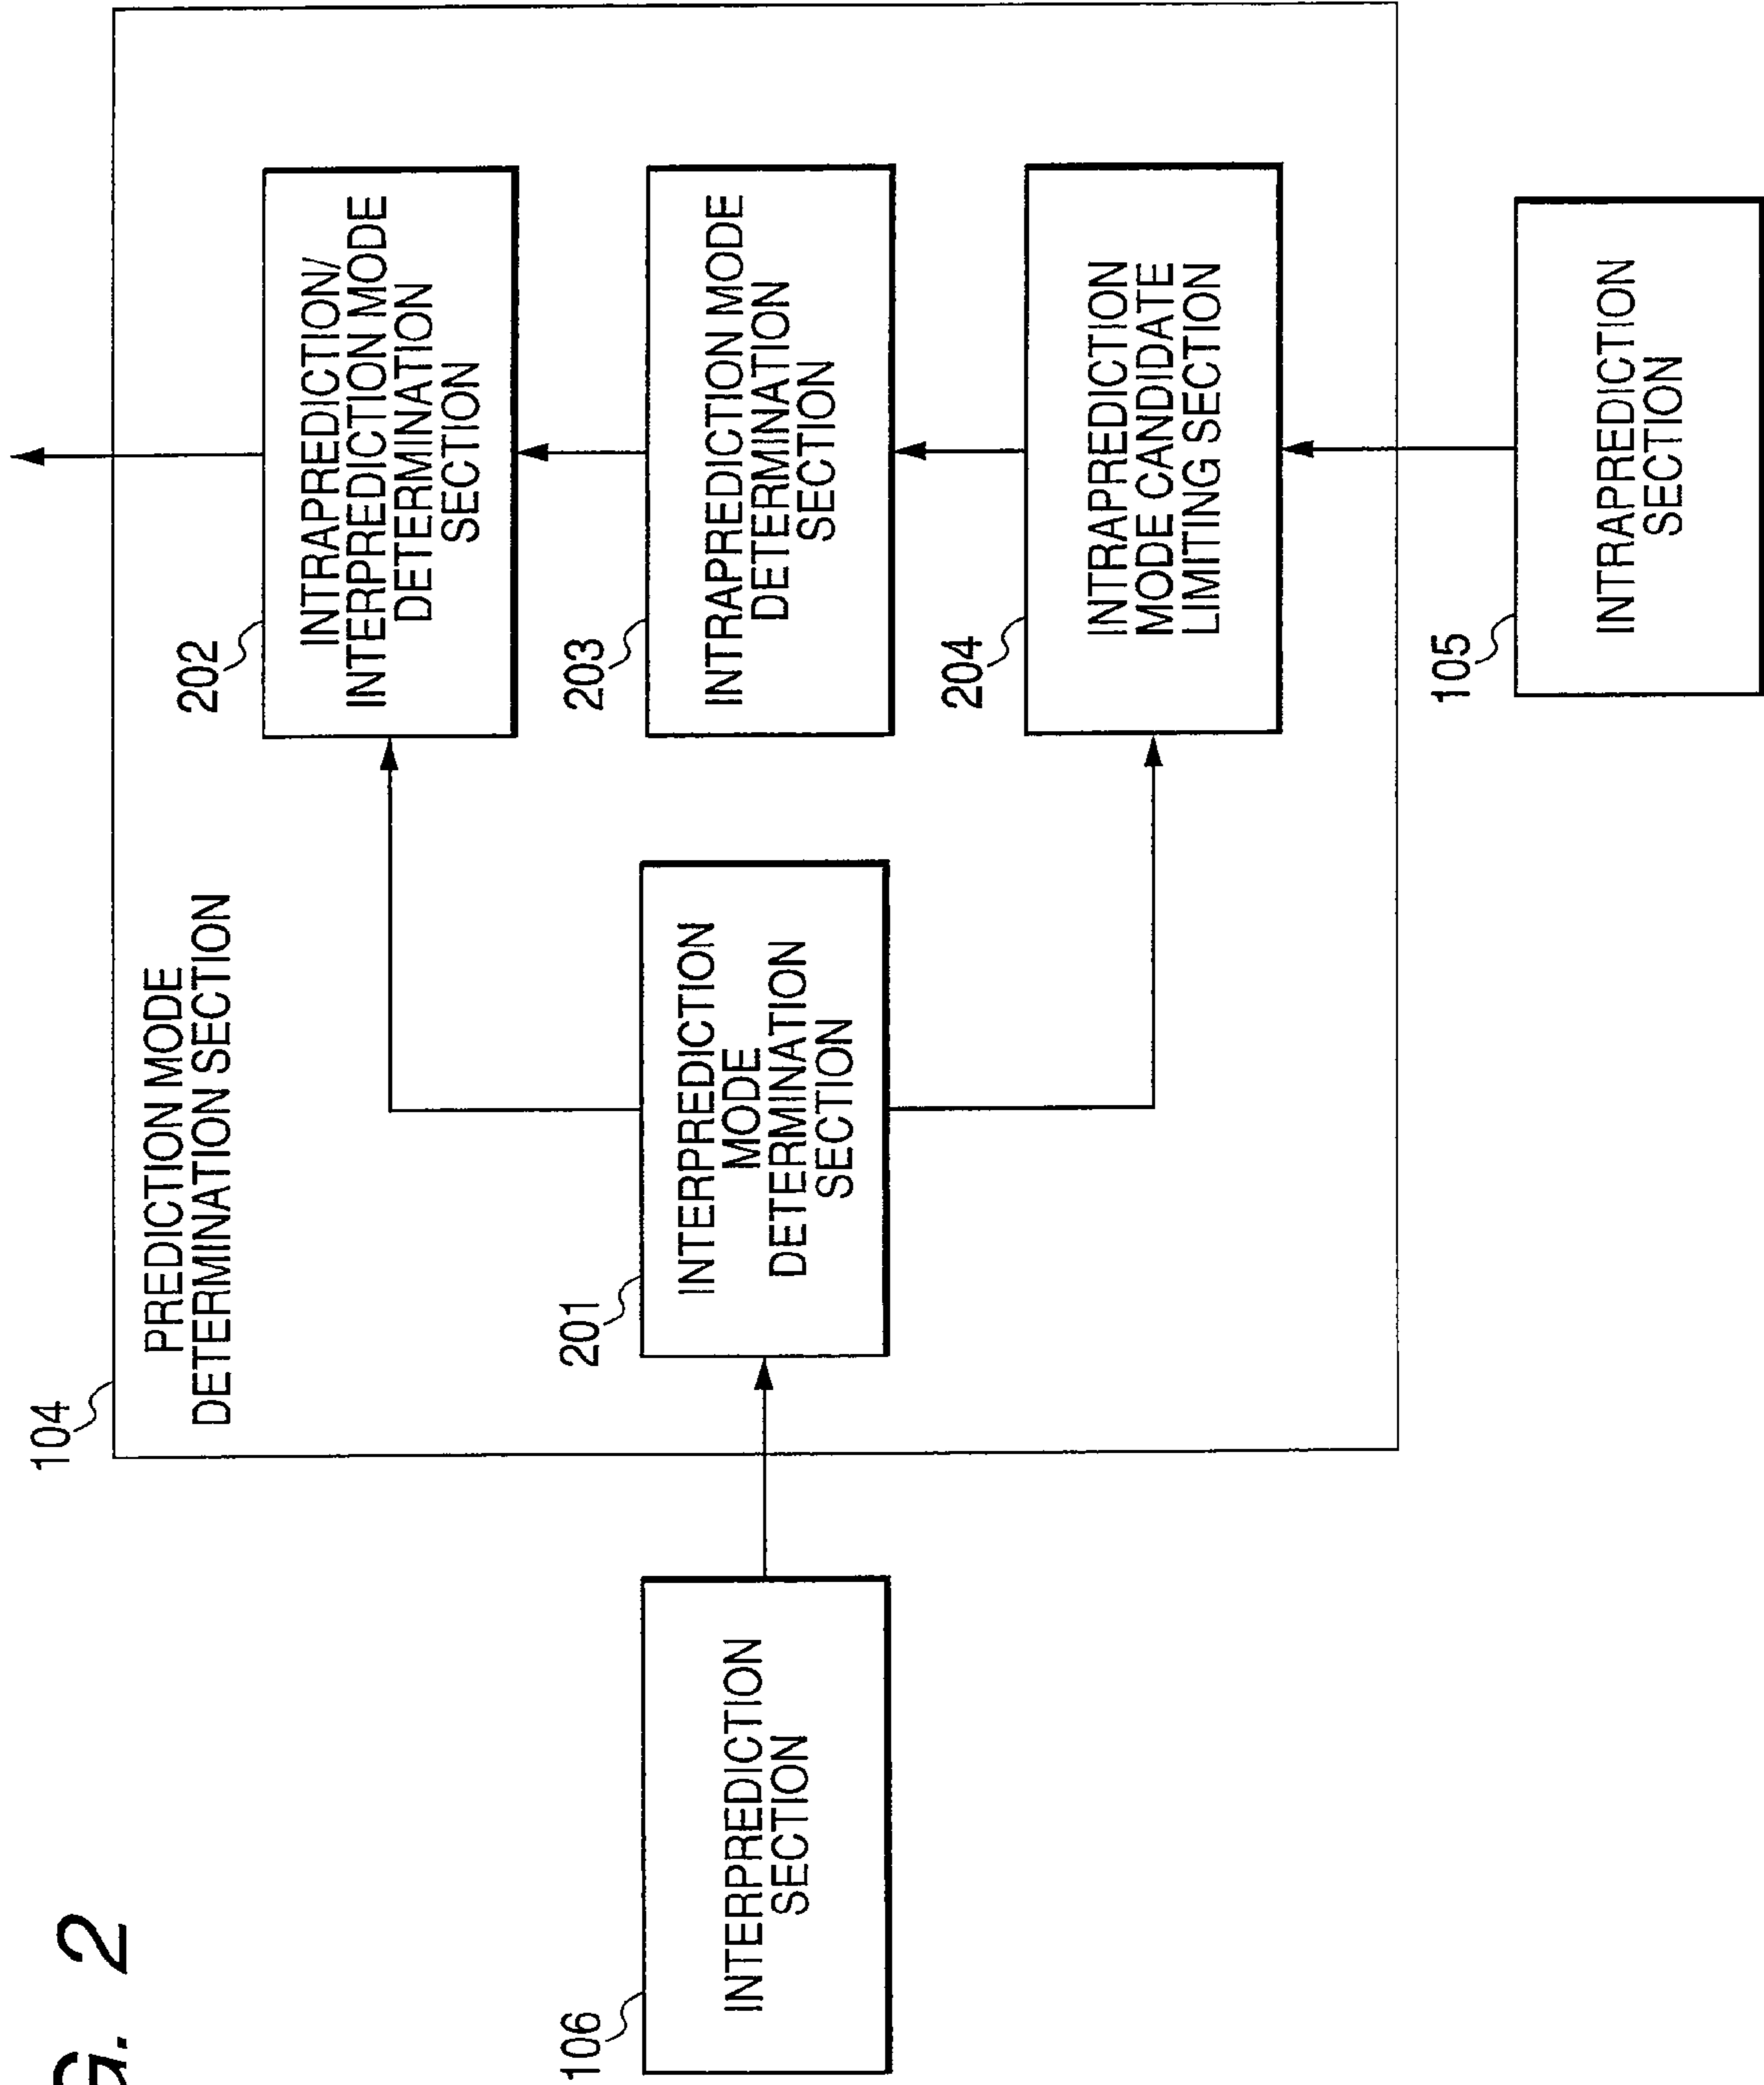 G. 2
104
PREDICTION MODE
DETERMINATION SECTION
106
INTERPREDICTION
SECTION
201
INTERPREDICTION
MODE
DETERMINATION
SECTION
202
INTRAPREDICTION/
INTERPREDICTION MODE
DETERMINATION
SECTION
203
INTRAPREDICTION MODE
DETERMINATION
SECTION
204
INTRAPREDICTION
MODE CANDIDATE
LIMITING SECTION
105
INTRAPREDICTION
SECTION